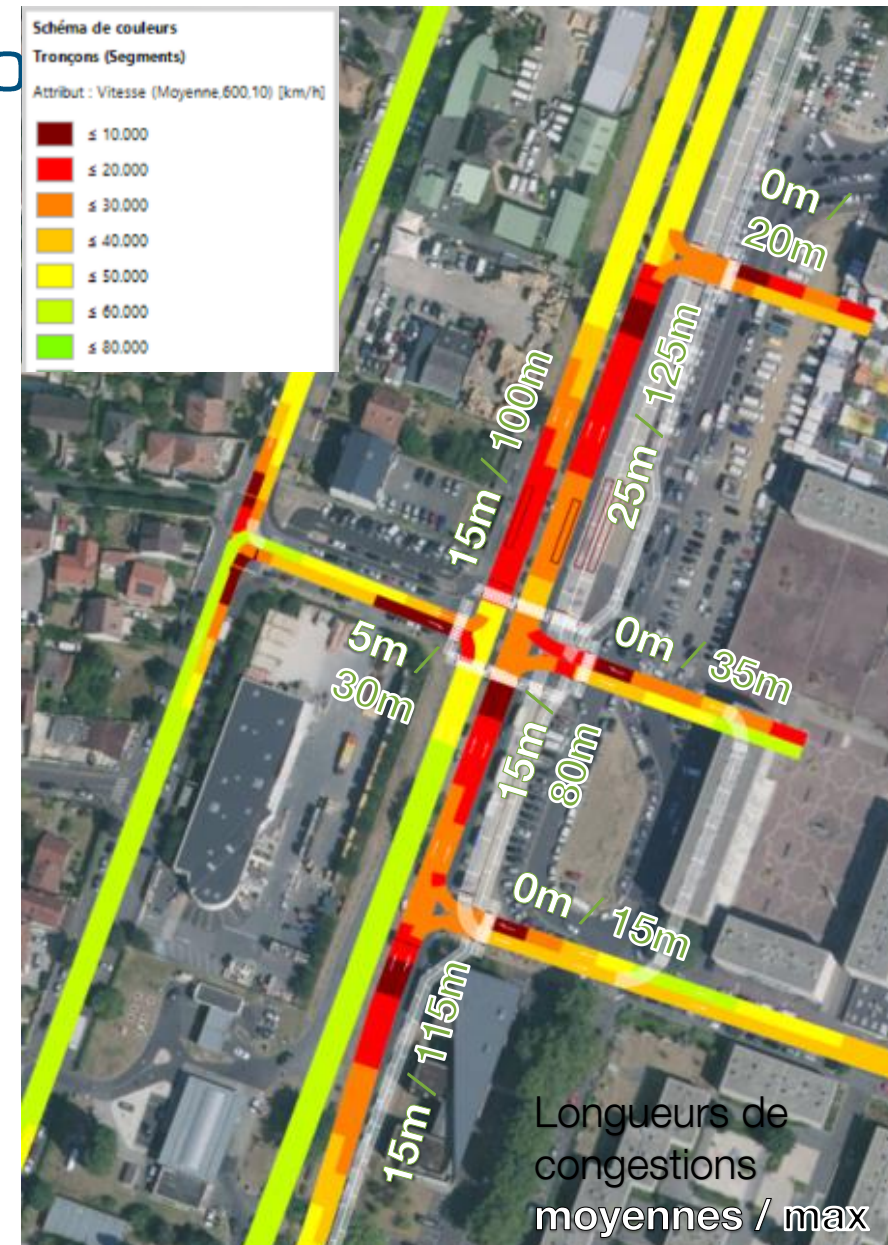 Schéma de couleurs
Tronçons (Segments)
Attribut : Vitesse (Moyenne,600,10) [km/h]
≤ 10.000
≤ 20.000
≤ 30.000
≤ 40.000
≤ 50.000
≤ 60.000
≤ 80.000
0m /
20m
15m / 100m
25m / 125m
5m /
30m
0m / 35m
15m /
80m
0m / 15m
15m / 115m
Longueurs de
congestions
moyennes / max